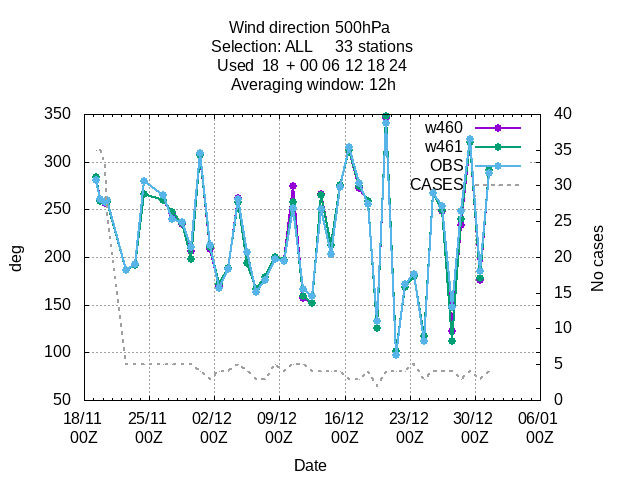 Wind direction 500hPa
Selection: ALL 33 stations
Used 18 + 00 06 12 18 24
Averaging window: 12h
350
300
250
200
150
100
50
deg
40
35
30
25
20
15
10
5
0
No cases
w460
w461
OBS
CASES
18/11 25/11 02/12 09/12 16/12 23/12 30/12 06/01
00Z 00Z 00Z 00Z 00Z 00Z 00Z 00Z
Date